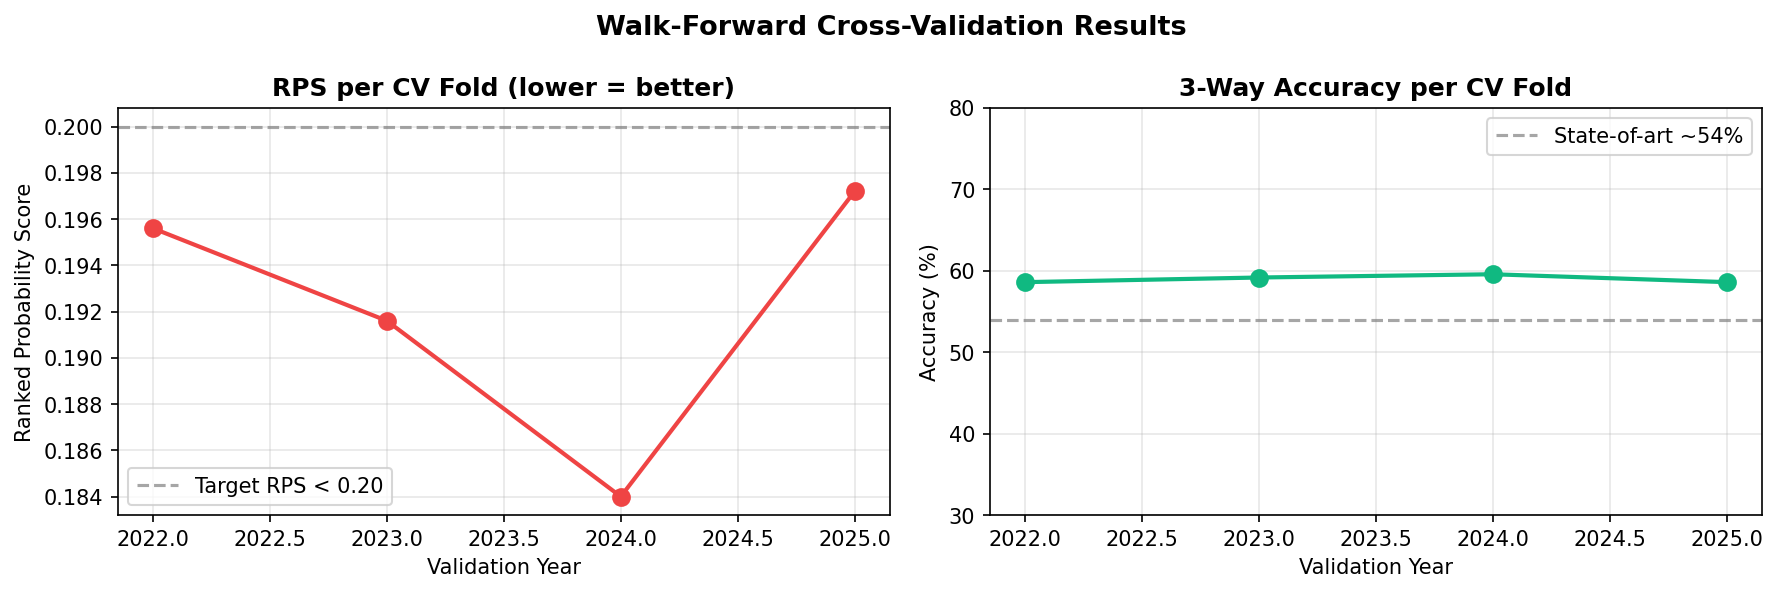 Walk-Forward Cross-Validation Results
RPS per CV Fold (lower = better)
Ranked Probability Score
0.200
0.198
0.196
0.194
0.192
0.190
0.188
0.186
0.184
Target RPS < 0.20
2022.0 2022.5 2023.0 2023.5 2024.0 2024.5 2025.0
Validation Year
3-Way Accuracy per CV Fold
Accuracy (%)
80
70
60
50
40
30
State-of-art ~54%
2022.0 2022.5 2023.0 2023.5 2024.0 2024.5 2025.0
Validation Year